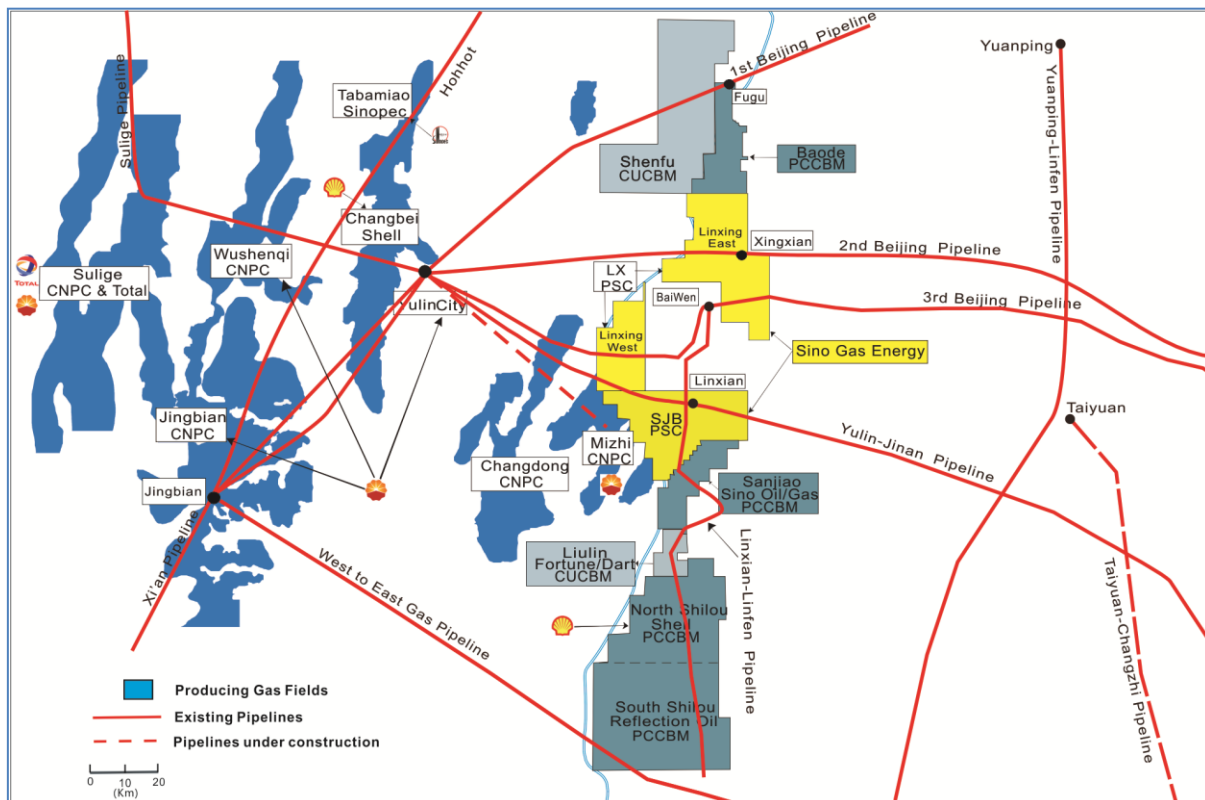 Yuanping
1st Beijing Pipeline
Hohhot
Sulige Pipeline
Tabamiao
Sinopec
Fugu
Yuanping-Linfen Pipeline
Shenfu
CUCBM
Baode
PCCBM
Changbei
Shell
Linxing
East
Xingxian
2nd Beijing Pipeline
Wushenqi
CNPC
TOTAL
Sulige
CNPC & Total
LX
PSC
YulinCity
BaiWen
3rd Beijing Pipeline
Linxing
West
Sino Gas Energy
Linxian
Taiyuan
Jingbian
CNPC
SJB
PSC
Mizhi
CNPC
Changdong
CNPC
Yulin-Jinan Pipeline
Jingbian
Sanjiao
Sino Oil/Gas
PCCBM
Xi'an Pipeline
West to East Gas Pipeline
Liulin
Fortune/Dart
CUCBM
Linxian-Linfen Pipeline
North Shilou
Shell
PCCBM
Taiyuan-Changzhi Pipeline
South Shilou
Reflection Oil
PCCBM
Producing Gas Fields
Existing Pipelines
Pipelines under construction
0 10 20
(Km)